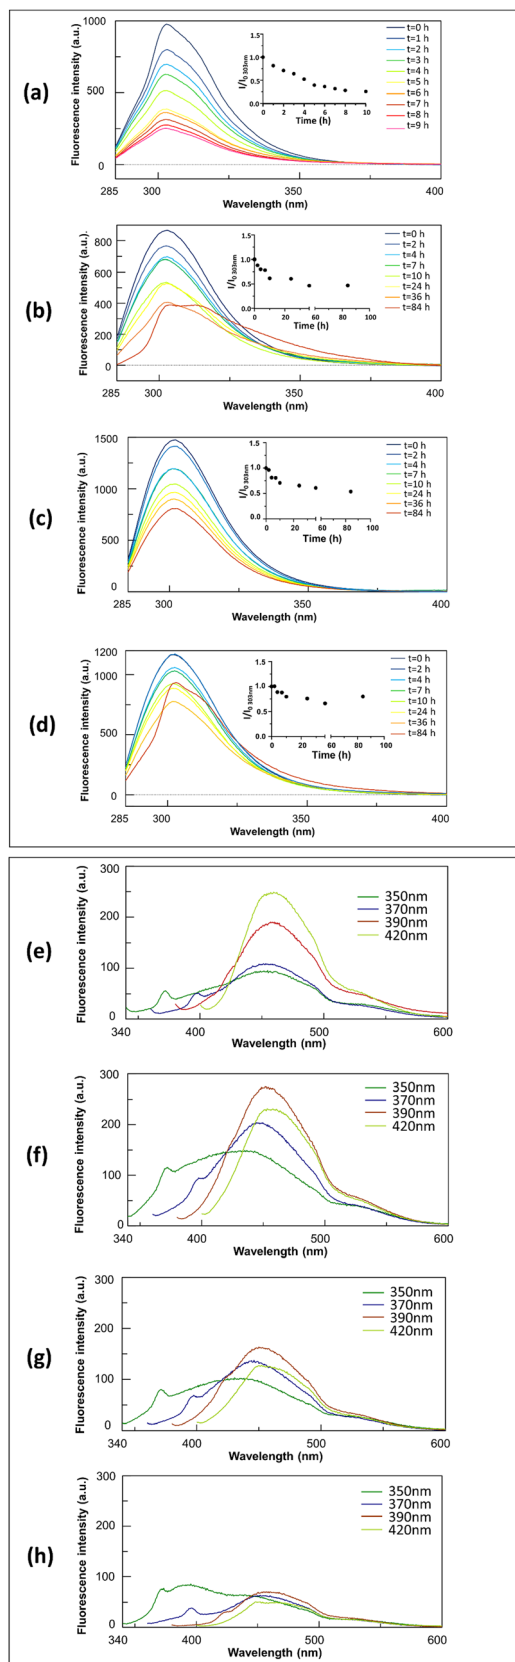 (a)
Fluorescence intensity (a.u.)
1000
500
0
285
300
350
400
Wavelength (nm)
I/I0 303nm
1.5
1.0
0.5
0.0
0 2 4 6 8 10
Time (h)
t=0 h
t=1 h
t=2 h
t=3 h
t=4 h
t=5 h
t=6 h
t=7 h
t=8 h
t=9 h
(b)
Fluorescence intensity (a.u.)
800
600
400
200
0
285
300
350
400
Wavelength (nm)
I/I0 303nm
1.5
1.0
0.5
0.0
0 20 40 60 80 100
Time (h)
t=0 h
t=2 h
t=4 h
t=7 h
t=10 h
t=24 h
t=36 h
t=84 h
(c)
Fluorescence intensity (a.u.)
1500
1000
500
0
285
300
350
400
Wavelength (nm)
I/I0 303nm
1.5
1.0
0.5
0.0
0 20 40 60 80 100
Time (h)
t=0 h
t=2 h
t=4 h
t=7 h
t=10 h
t=24 h
t=36 h
t=84 h
(d)
Fluorescence intensity (a.u.)
1200
1000
500
0
285
300
350
400
Wavelength (nm)
I/I0 303nm
1.5
1.0
0.5
0.0
0 20 40 60 80 100
Time (h)
t=0 h
t=2 h
t=4 h
t=7 h
t=10 h
t=24 h
t=36 h
t=84 h
(e)
Fluorescence intensity (a.u.)
300
200
100
0
340
400
500
600
Wavelength (nm)
350nm
370nm
390nm
420nm
(f)
Fluorescence intensity (a.u.)
300
200
100
0
340
400
500
600
Wavelength (nm)
350nm
370nm
390nm
420nm
(g)
Fluorescence intensity (a.u.)
300
200
100
0
340
400
500
600
Wavelength (nm)
350nm
370nm
390nm
420nm
(h)
Fluorescence intensity (a.u.)
300
200
100
0
340
400
500
600
Wavelength (nm)
350nm
370nm
390nm
420nm